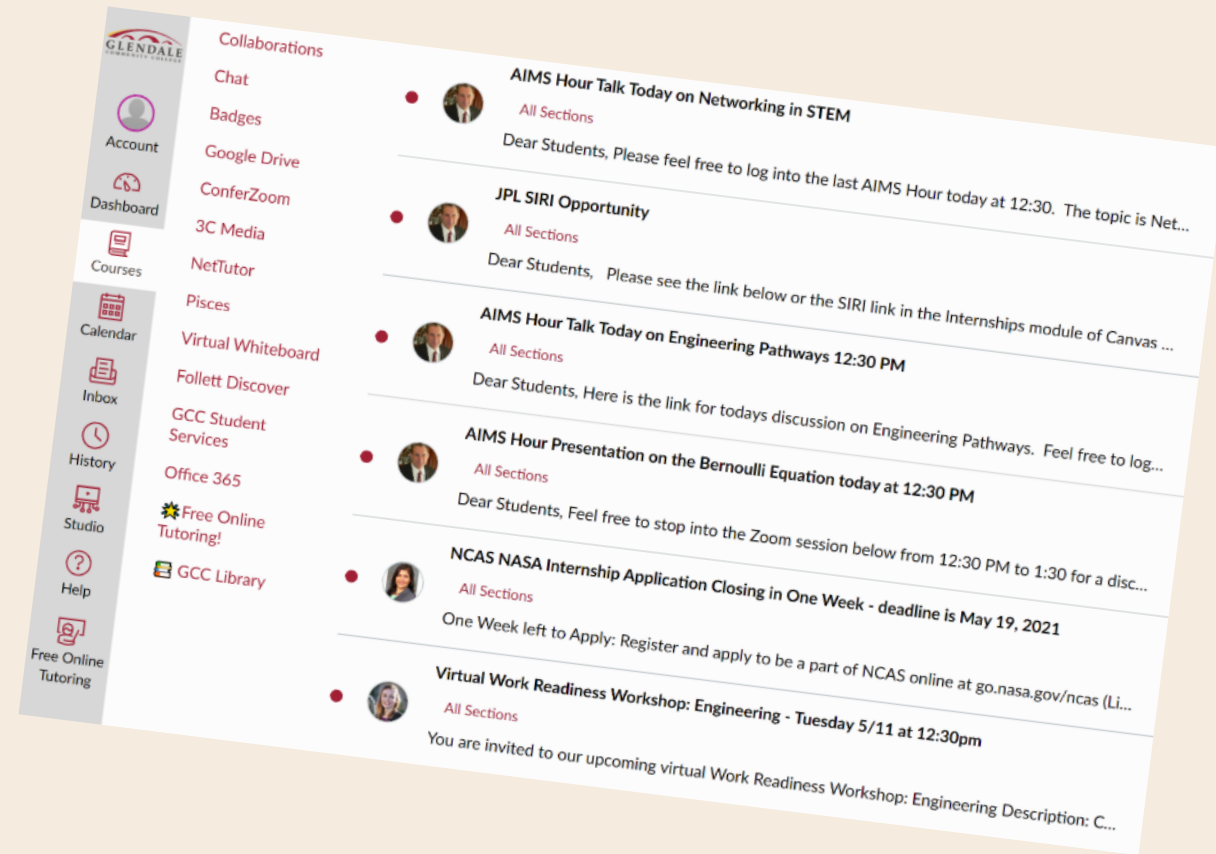 GLENDALE
COMMUNITY COLLEGE
Account
Dashboard
Courses
Calendar
Inbox
History
Studio
Help
Free Online
Tutoring
Collaborations
Chat
Badges
Google Drive
ConferZoom
3C Media
NetTutor
Pisces
Virtual Whiteboard
Follett Discover
GCC Student
Services
Office 365
Free Online
Tutoring!
GCC Library
AIMS Hour Talk Today on Networking in STEM
All Sections
Dear Students, Please feel free to log into the last AIMS Hour today at 12:30.  The topic is Net...
JPL SIRI Opportunity
All Sections
Dear Students,   Please see the link below or the SIRI link in the Internships module of Canvas ...
AIMS Hour Talk Today on Engineering Pathways 12:30 PM
All Sections
Dear Students, Here is the link for todays discussion on Engineering Pathways.  Feel free to log...
AIMS Hour Presentation on the Bernoulli Equation today at 12:30 PM
All Sections
Dear Students, Feel free to stop into the Zoom session below from 12:30 PM to 1:30 for a disc...
NCAS NASA Internship Application Closing in One Week - deadline is May 19, 2021
All Sections
One Week left to Apply: Register and apply to be a part of NCAS online at go.nasa.gov/ncas (Li...
Virtual Work Readiness Workshop: Engineering - Tuesday 5/11 at 12:30pm
All Sections
You are invited to our upcoming virtual Work Readiness Workshop: Engineering Description: C...